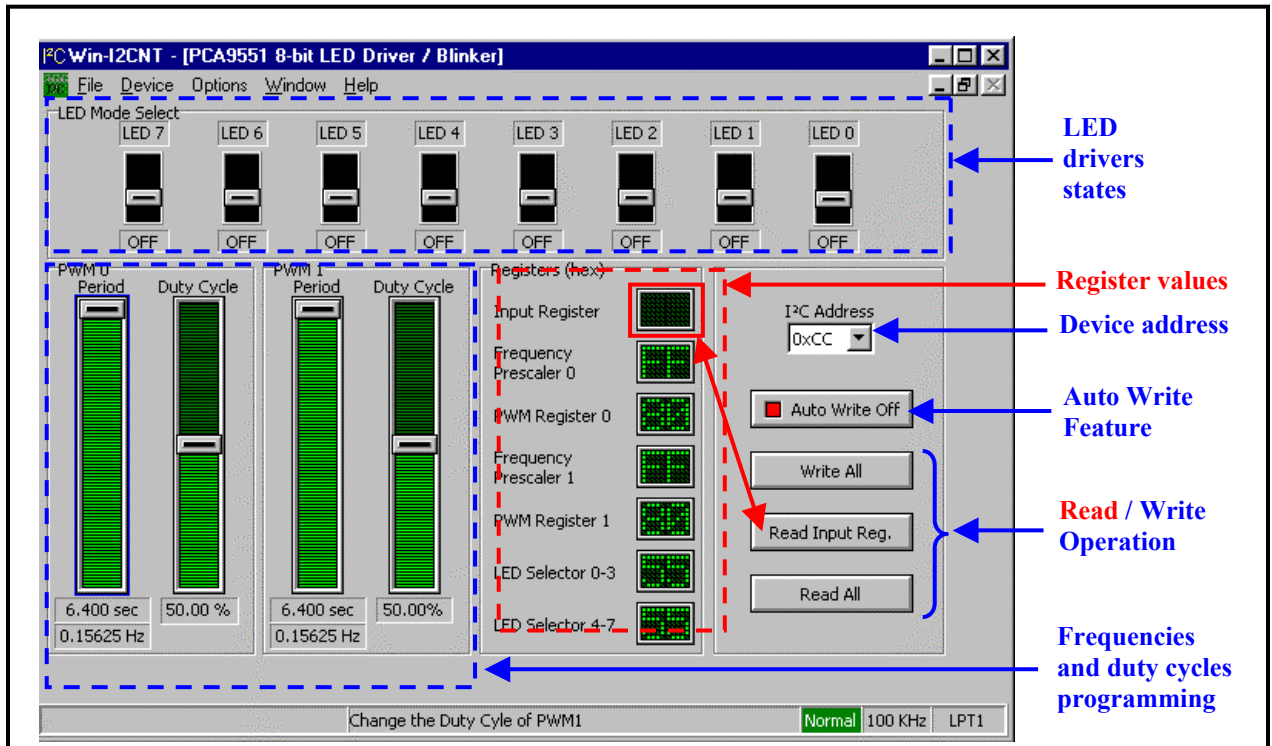 I²C Win-I2CNT - [PCA9551 8-bit LED Driver / Blinker]
File Device Options Window Help
LED Mode Select
LED 7 LED 6 LED 5 LED 4 LED 3 LED 2 LED 1 LED 0
OFF OFF OFF OFF OFF OFF OFF OFF
LED
drivers
states
PWM 0
Period Duty Cycle
6.400 sec 50.00 %
0.15625 Hz
PWM 1
Period Duty Cycle
6.400 sec 50.00%
0.15625 Hz
Registers (hex)
Input Register
Frequency
Prescaler 0
PWM Register 0
Frequency
Prescaler 1
PWM Register 1
LED Selector 0-3
LED Selector 4-7
I²C Address
0xCC
Auto Write Off
Write All
Read Input Reg.
Read All
Register values
Device address
Auto Write
Feature
Read / Write
Operation
Frequencies
and duty cycles
programming
Change the Duty Cyle of PWM1
Normal 100 KHz LPT1